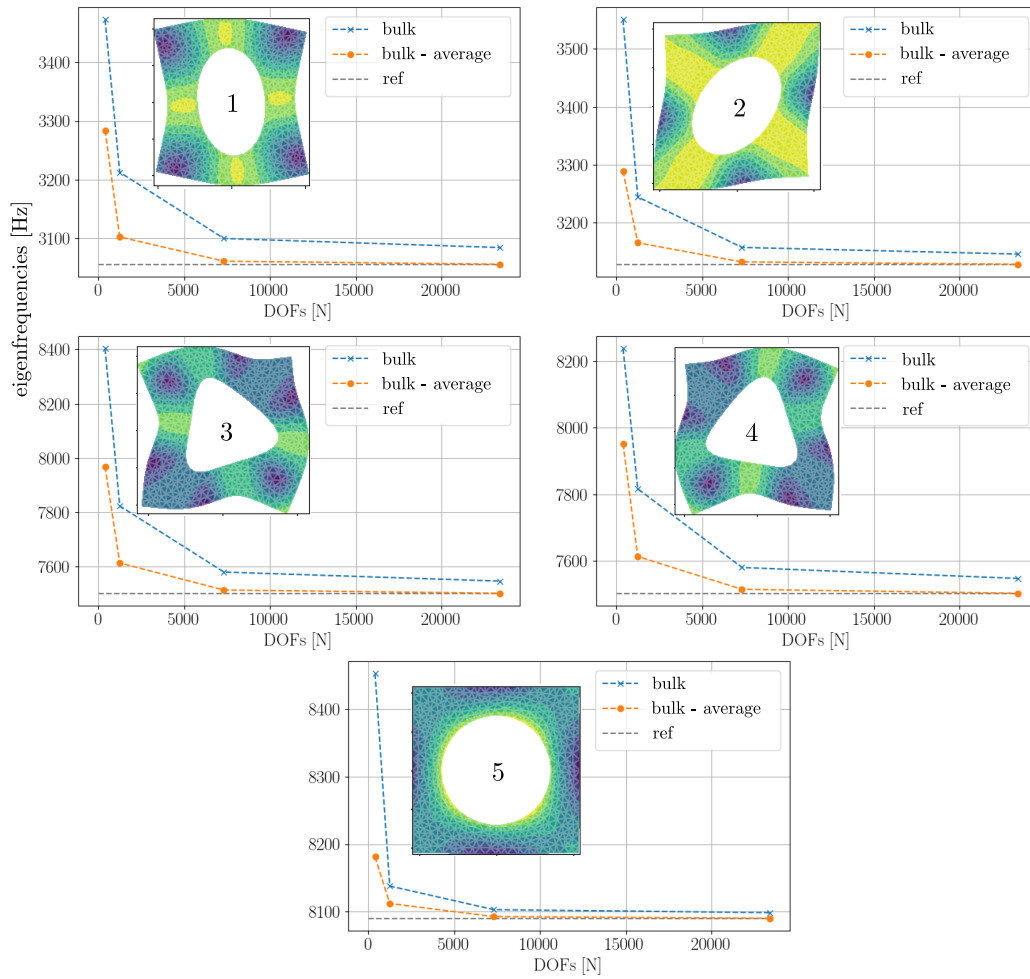 eigenfrequencies [Hz]
3400
3300
3200
3100
0 5000 10000 15000 20000
DOFs [N]
bulk
bulk - average
ref
1
3500
3400
3300
3200
0 5000 10000 15000 20000
DOFs [N]
bulk
bulk - average
ref
2
8400
8200
8000
7800
7600
0 5000 10000 15000 20000
DOFs [N]
bulk
bulk - average
ref
3
8200
8000
7800
7600
0 5000 10000 15000 20000
DOFs [N]
bulk
bulk - average
ref
4
8400
8300
8200
8100
0 5000 10000 15000 20000
DOFs [N]
bulk
bulk - average
ref
5